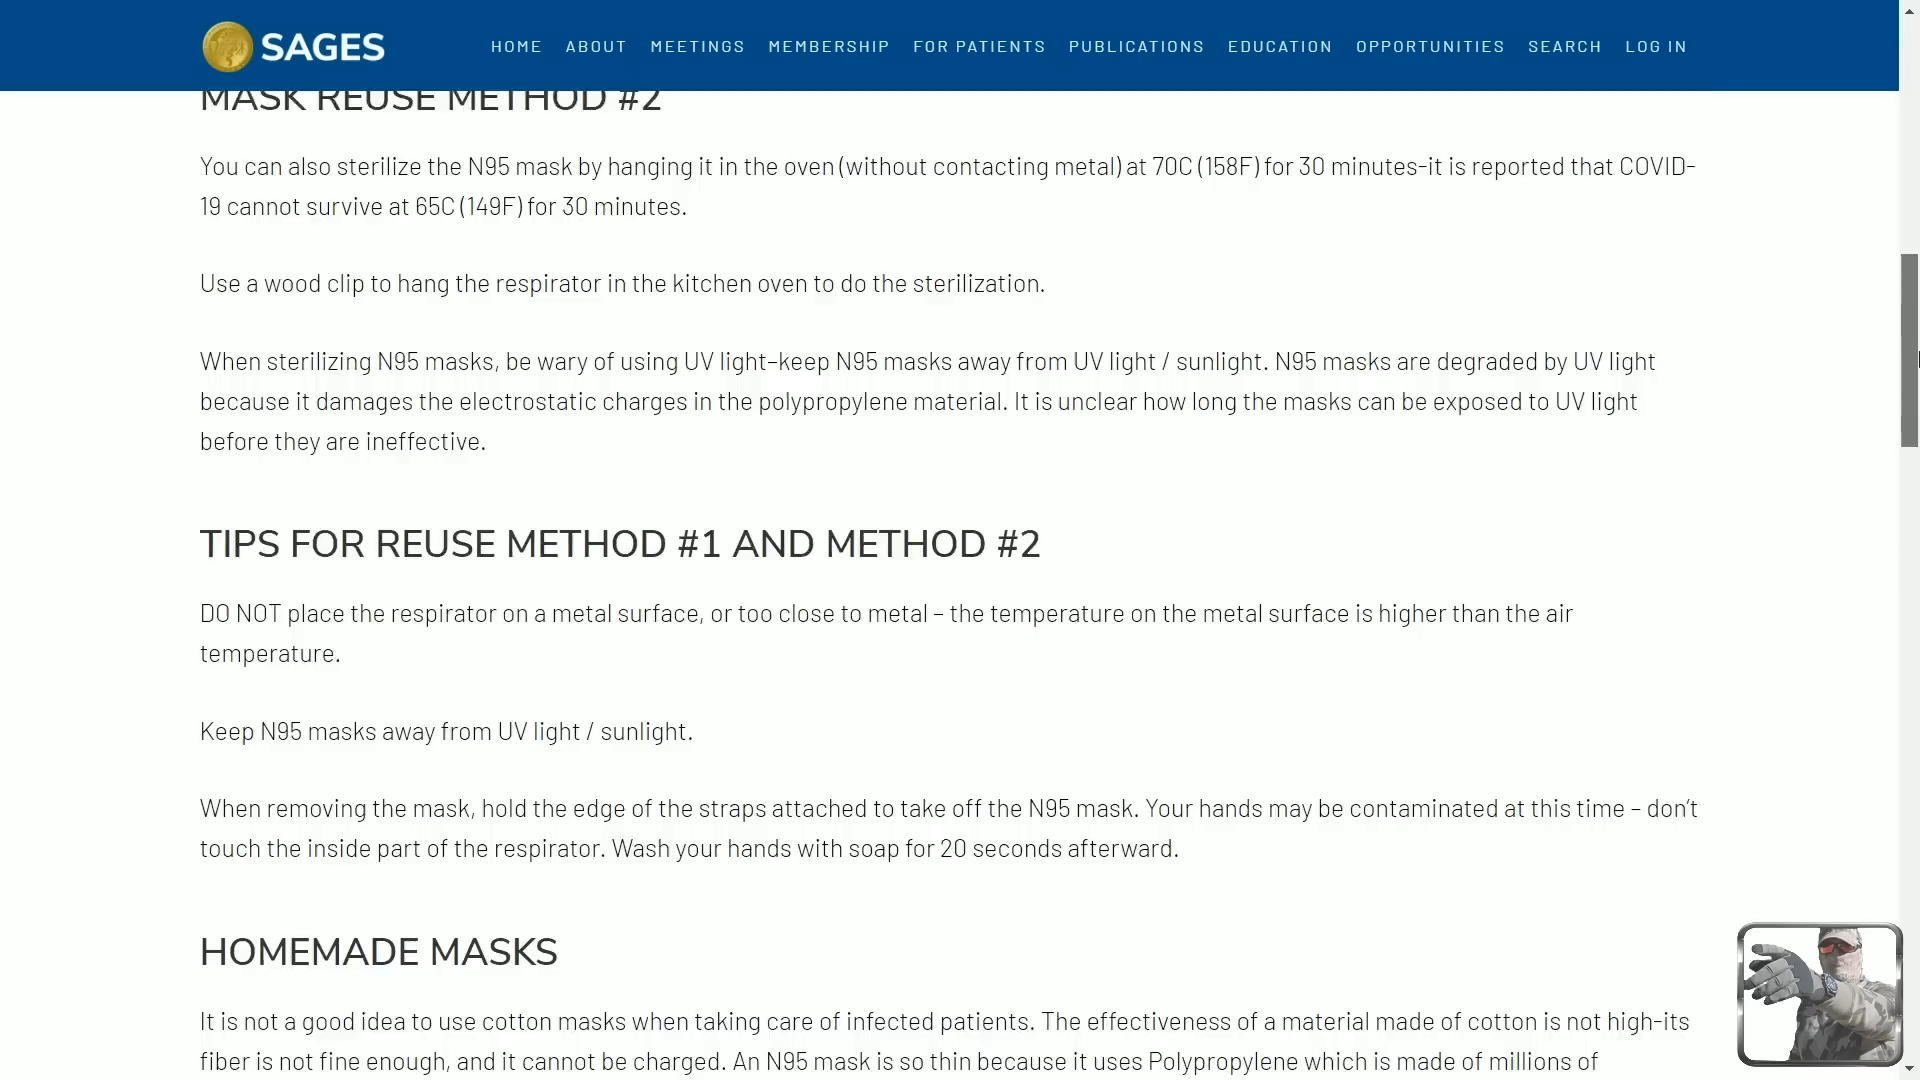 SAGES
HOME ABOUT MEETINGS MEMBERSHIP FOR PATIENTS PUBLICATIONS EDUCATION OPPORTUNITIES SEARCH LOG IN
MASK REUSE METHOD #2
You can also sterilize the N95 mask by hanging it in the oven (without contacting metal) at 70C (158F) for 30 minutes-it is reported that COVID-
19 cannot survive at 65C (149F) for 30 minutes.
Use a wood clip to hang the respirator in the kitchen oven to do the sterilization.
When sterilizing N95 masks, be wary of using UV light–keep N95 masks away from UV light / sunlight. N95 masks are degraded by UV light
because it damages the electrostatic charges in the polypropylene material. It is unclear how long the masks can be exposed to UV light
before they are ineffective.
TIPS FOR REUSE METHOD #1 AND METHOD #2
DO NOT place the respirator on a metal surface, or too close to metal – the temperature on the metal surface is higher than the air
temperature.
Keep N95 masks away from UV light / sunlight.
When removing the mask, hold the edge of the straps attached to take off the N95 mask. Your hands may be contaminated at this time – don’t
touch the inside part of the respirator. Wash your hands with soap for 20 seconds afterward.
HOMEMADE MASKS
It is not a good idea to use cotton masks when taking care of infected patients. The effectiveness of a material made of cotton is not high-its
fiber is not fine enough, and it cannot be charged. An N95 mask is so thin because it uses Polypropylene which is made of millions of